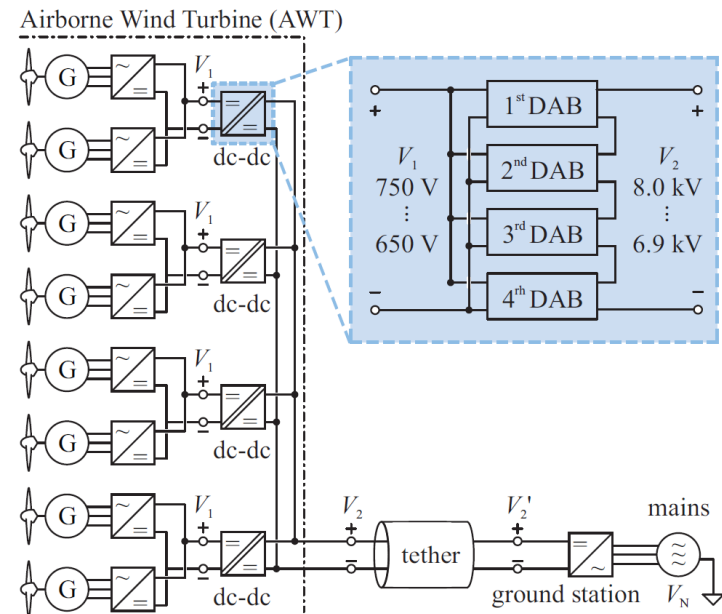 Airborne Wind Turbine (AWT)
G
~
=
V1
+
−
=
=
dc-dc
G
~
=
G
~
=
V1
+
−
=
=
dc-dc
G
~
=
G
~
=
V1
+
−
=
=
dc-dc
G
~
=
G
~
=
V1
+
−
=
=
dc-dc
G
~
=
+
−
V1
750 V
⋮
650 V
1st DAB
2nd DAB
3rd DAB
4rh DAB
+
−
V2
8.0 kV
⋮
6.9 kV
V2
+
−
tether
V2'
+
−
=
~
ground station
mains
~
~
~
VN